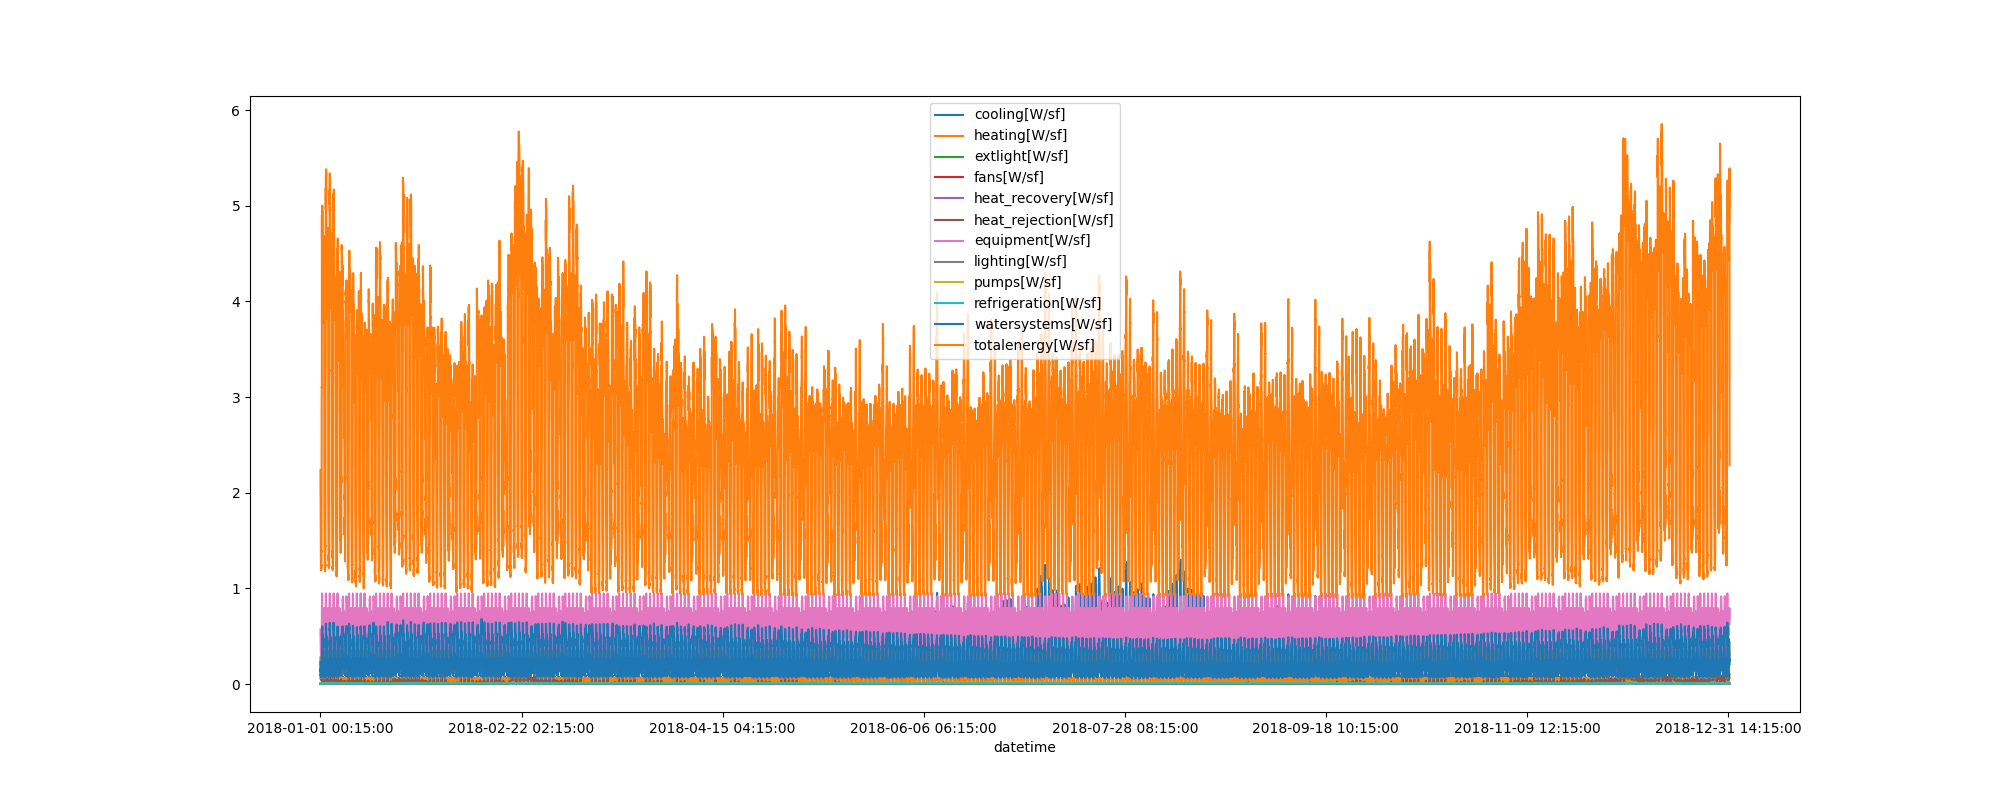 6
5
4
3
2
1
0
cooling[W/sf]
heating[W/sf]
extlight[W/sf]
fans[W/sf]
heat_recovery[W/sf]
heat_rejection[W/sf]
equipment[W/sf]
lighting[W/sf]
pumps[W/sf]
refrigeration[W/sf]
watersystems[W/sf]
totalenergy[W/sf]
2018-01-01 00:15:00 2018-02-22 02:15:00 2018-04-15 04:15:00 2018-06-06 06:15:00 2018-07-28 08:15:00 2018-09-18 10:15:00 2018-11-09 12:15:00 2018-12-31 14:15:00
datetime